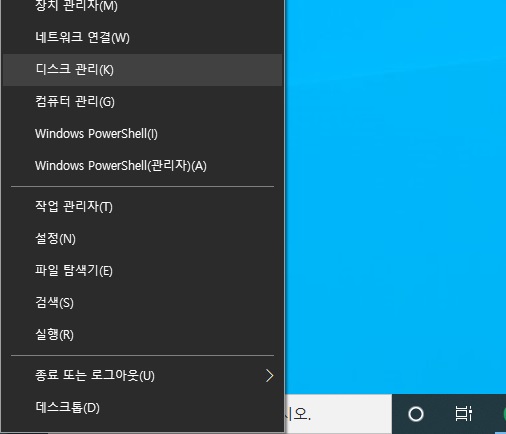 장치 관리자(M)
네트워크 연결(W)
디스크 관리(K)
컴퓨터 관리(G)
Windows PowerShell(I)
Windows PowerShell(관리자)(A)
작업 관리자(T)
설정(N)
파일 탐색기(E)
검색(S)
실행(R)
종료 또는 로그아웃(U)
데스크톱(D)
시오.